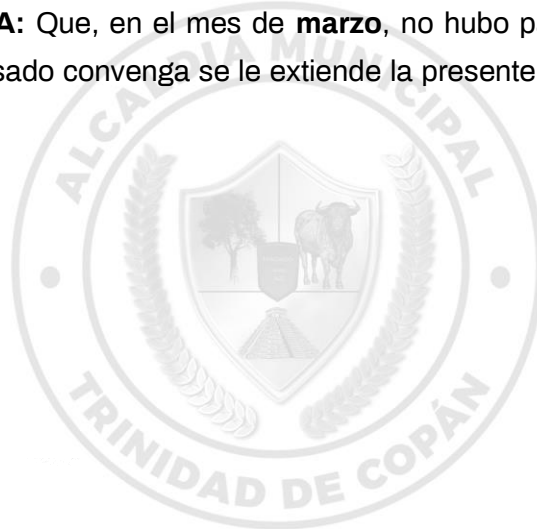 A: Que, en el mes de marzo, no hubo pa
sado convenga se le extiende la presente
ALCALDIA MUNICIPAL
TRINIDAD DE COPÁN